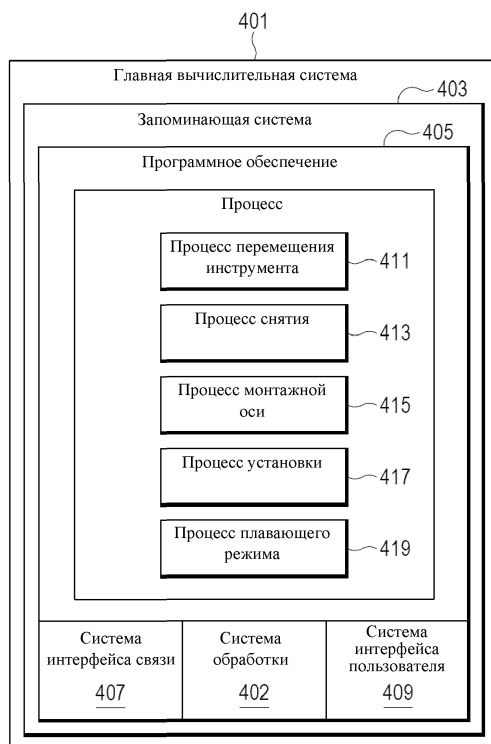 401
Главная вычислительная система
403
Запоминающая система
405
Программное обеспечение
Процесс
Процесс перемещения
инструмента
411
Процесс снятия
413
Процесс монтажной
оси
415
Процесс установки
417
Процесс плавающего
режима
419
Система
интерфейса связи
407
Система
обработки
402
Система
интерфейса
пользователя
409